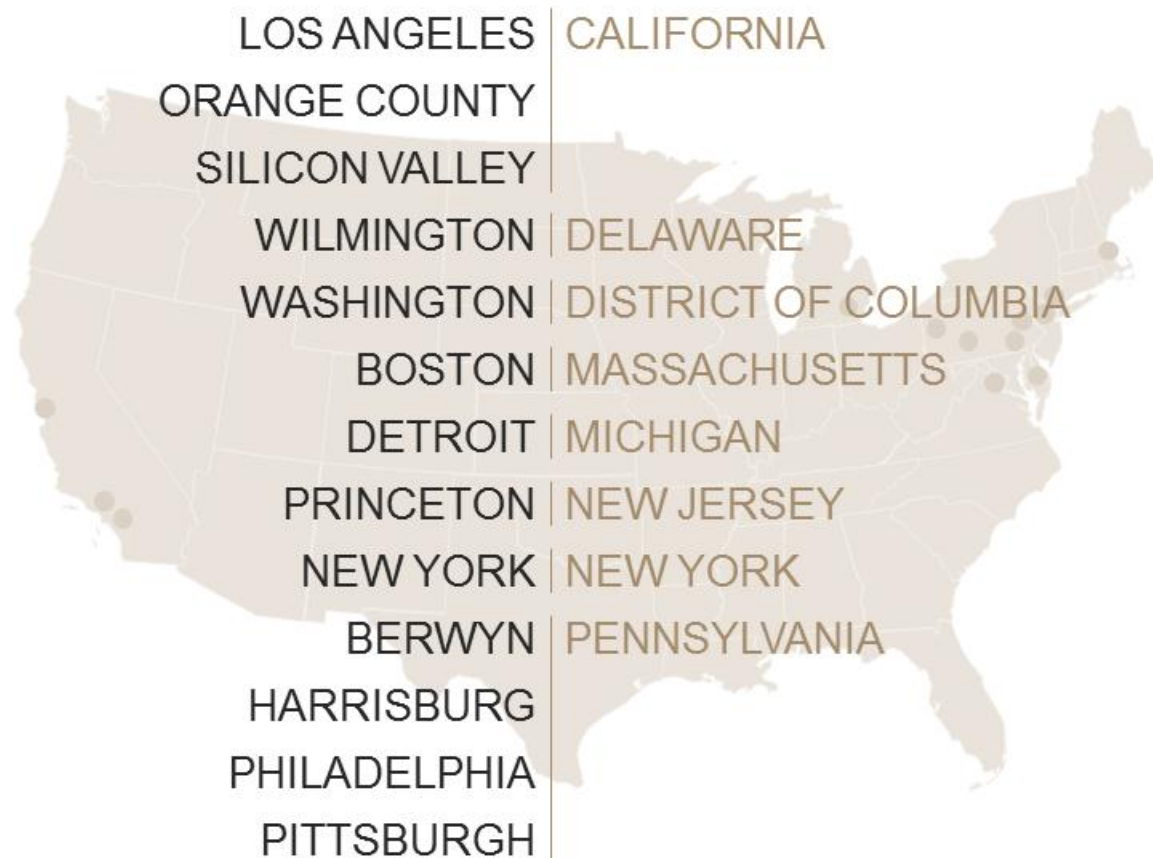 LOS ANGELES CALIFORNIA
ORANGE COUNTY
SILICON VALLEY
WILMINGTON DELAWARE
WASHINGTON DISTRICT OF COLUMBIA
BOSTON MASSACHUSETTS
DETROIT MICHIGAN
PRINCETON NEW JERSEY
NEW YORK NEW YORK
BERWYN PENNSYLVANIA
HARRISBURG
PHILADELPHIA
PITTSBURGH